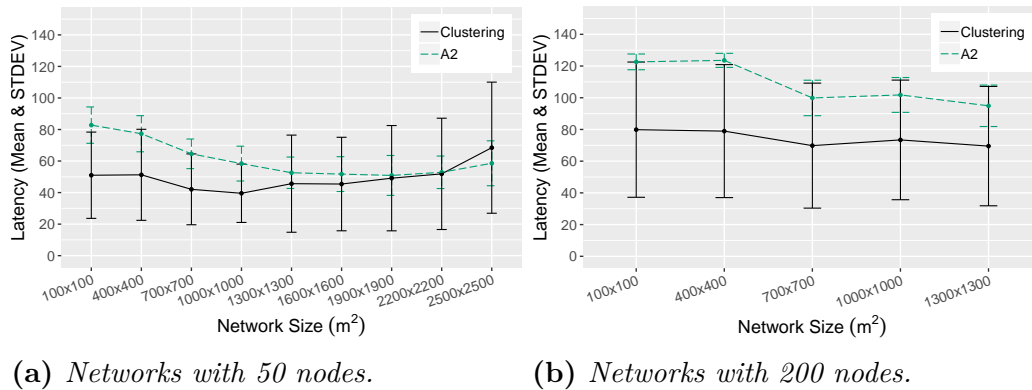 Latency (Mean & STDEV)
140
120
100
80
60
40
20
0
Clustering
A2
100x100
400x400
700x700
1000x1000
1300x1300
1600x1600
1900x1900
2200x2200
2500x2500
Network Size (m²)
(a) Networks with 50 nodes.
Latency (Mean & STDEV)
140
120
100
80
60
40
20
0
Clustering
A2
100x100
400x400
700x700
1000x1000
1300x1300
Network Size (m²)
(b) Networks with 200 nodes.